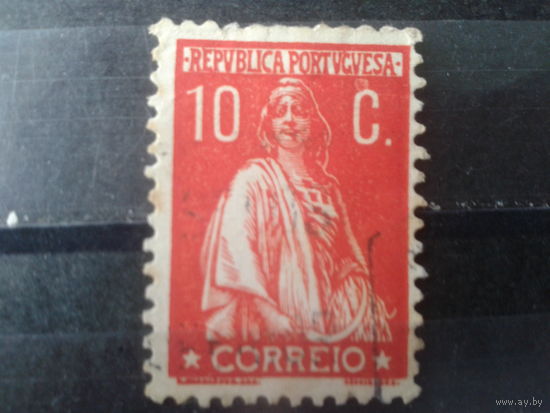 · REPVBLICA PORTVGVESA ·
10 C.
★ CORREIO ★
www.ay.by